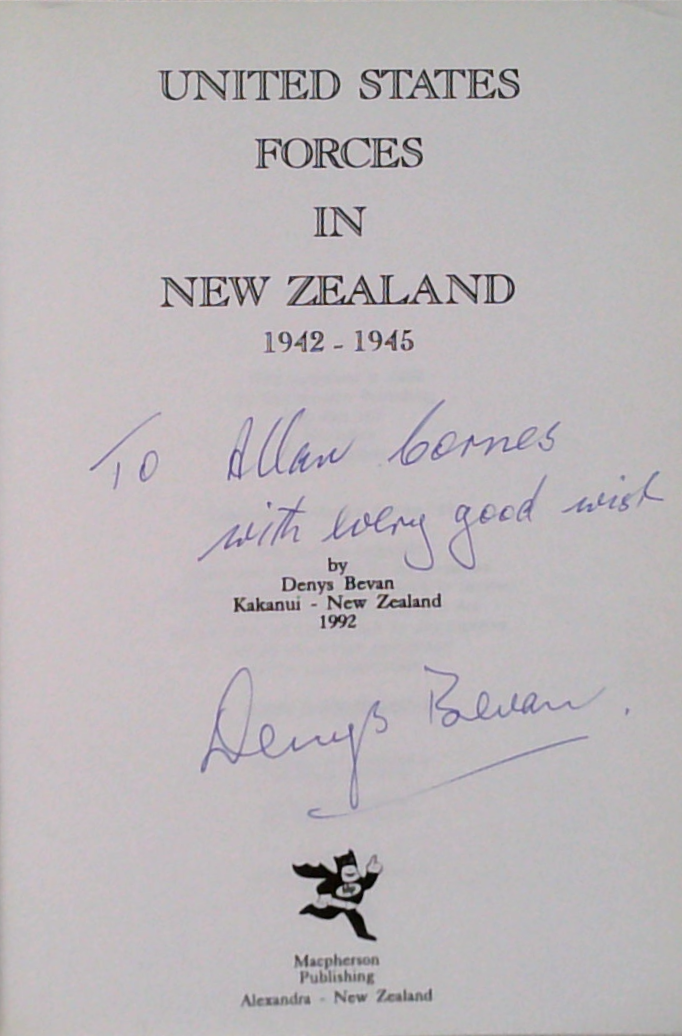 UNITED STATES
FORCES
IN
NEW ZEALAND
1942 - 1945
To Allan Cornes
with every good wish
by
Denys Bevan
Kakanui - New Zealand
1992
Denys Bevan.
Macpherson
Publishing
Alexandra - New Zealand